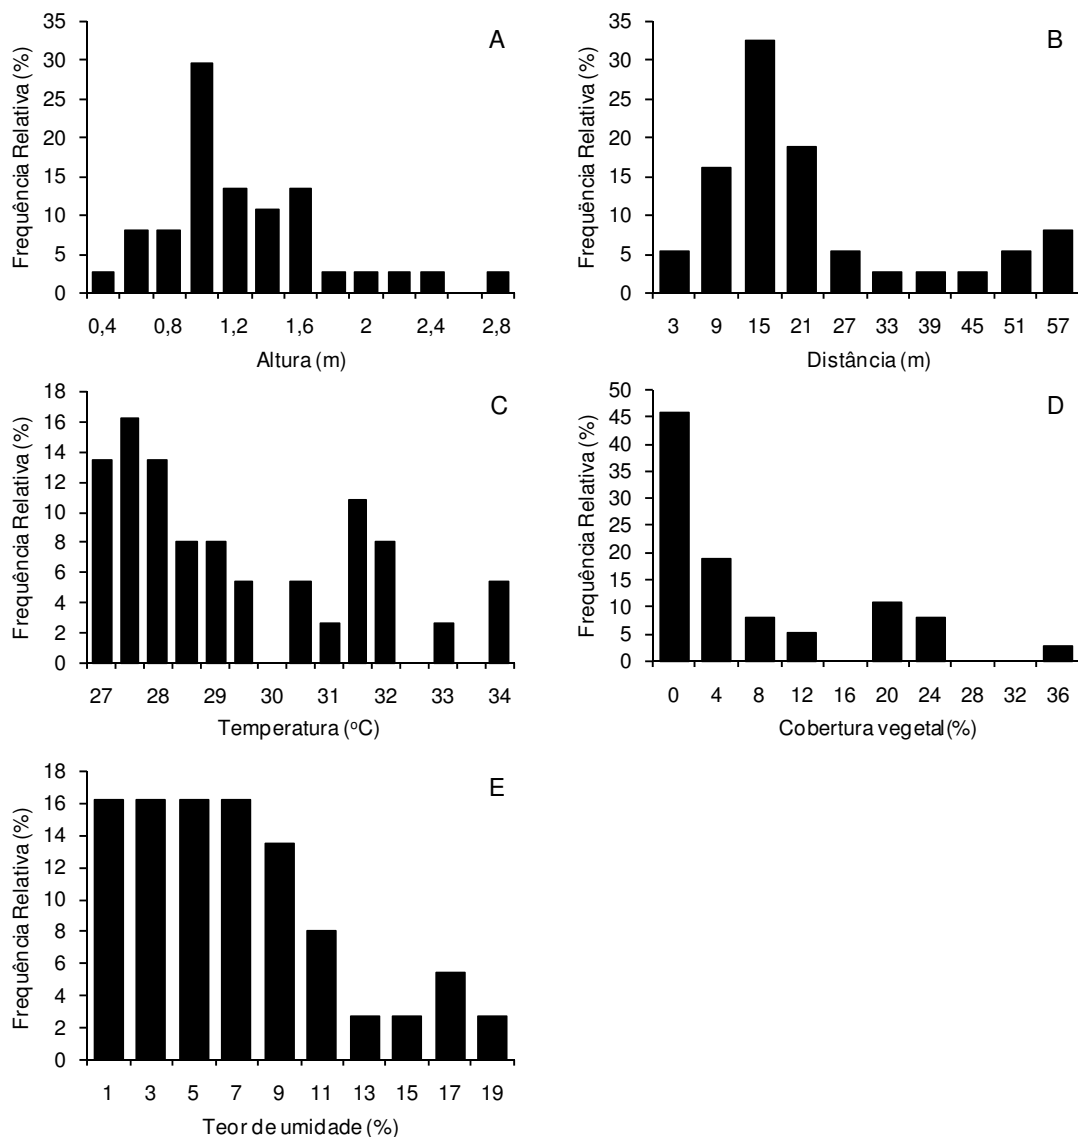 A
Frequência Relativa (%)
35
30
25
20
15
10
5
0
0,4 0,8 1,2 1,6 2 2,4 2,8
Altura (m)
B
Frequência Relativa (%)
35
30
25
20
15
10
5
0
3 9 15 21 27 33 39 45 51 57
Distância (m)
C
Frequência Relativa (%)
18
16
14
12
10
8
6
4
2
0
27 28 29 30 31 32 33 34
Temperatura (ºC)
D
Frequência Relativa (%)
50
45
40
35
30
25
20
15
10
5
0
0 4 8 12 16 20 24 28 32 36
Cobertura vegetal (%)
E
Frequência Relativa (%)
18
16
14
12
10
8
6
4
2
0
1 3 5 7 9 11 13 15 17 19
Teor de umidade (%)